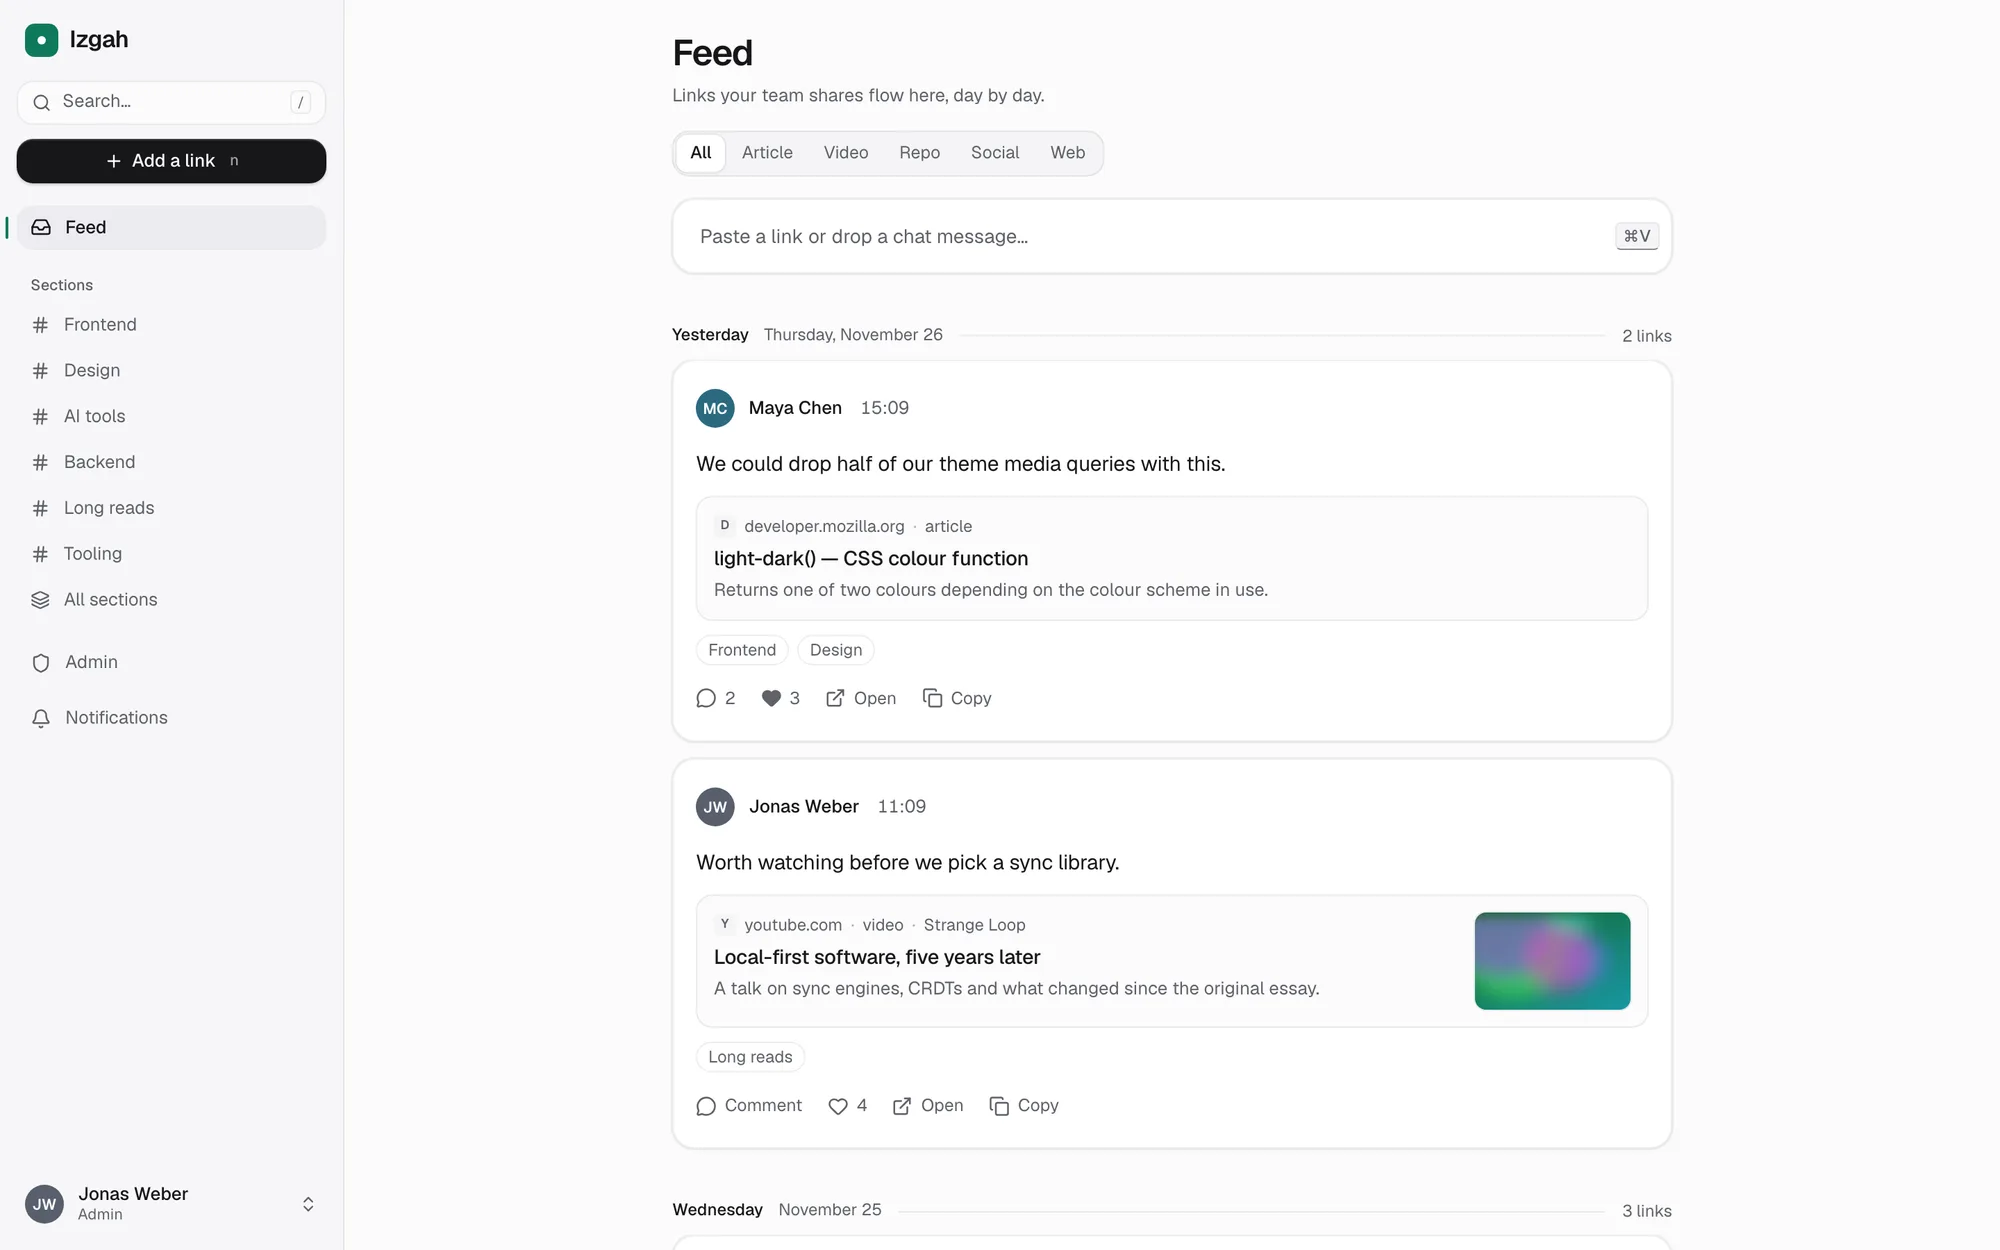 Izgah
Search...
/
+ Add a link n
Feed
Sections
# Frontend
# Design
# AI tools
# Backend
# Long reads
# Tooling
All sections
Admin
Notifications
JW
Jonas Weber
Admin
Feed
Links your team shares flow here, day by day.
All Article Video Repo Social Web
Paste a link or drop a chat message...
⌘V
Yesterday Thursday, November 26 2 links
MC Maya Chen 15:09
We could drop half of our theme media queries with this.
D developer.mozilla.org · article
light-dark() — CSS colour function
Returns one of two colours depending on the colour scheme in use.
Frontend Design
2 3 Open Copy
JW Jonas Weber 11:09
Worth watching before we pick a sync library.
Y youtube.com · video · Strange Loop
Local-first software, five years later
A talk on sync engines, CRDTs and what changed since the original essay.
Long reads
Comment 4 Open Copy
Wednesday November 25 3 links